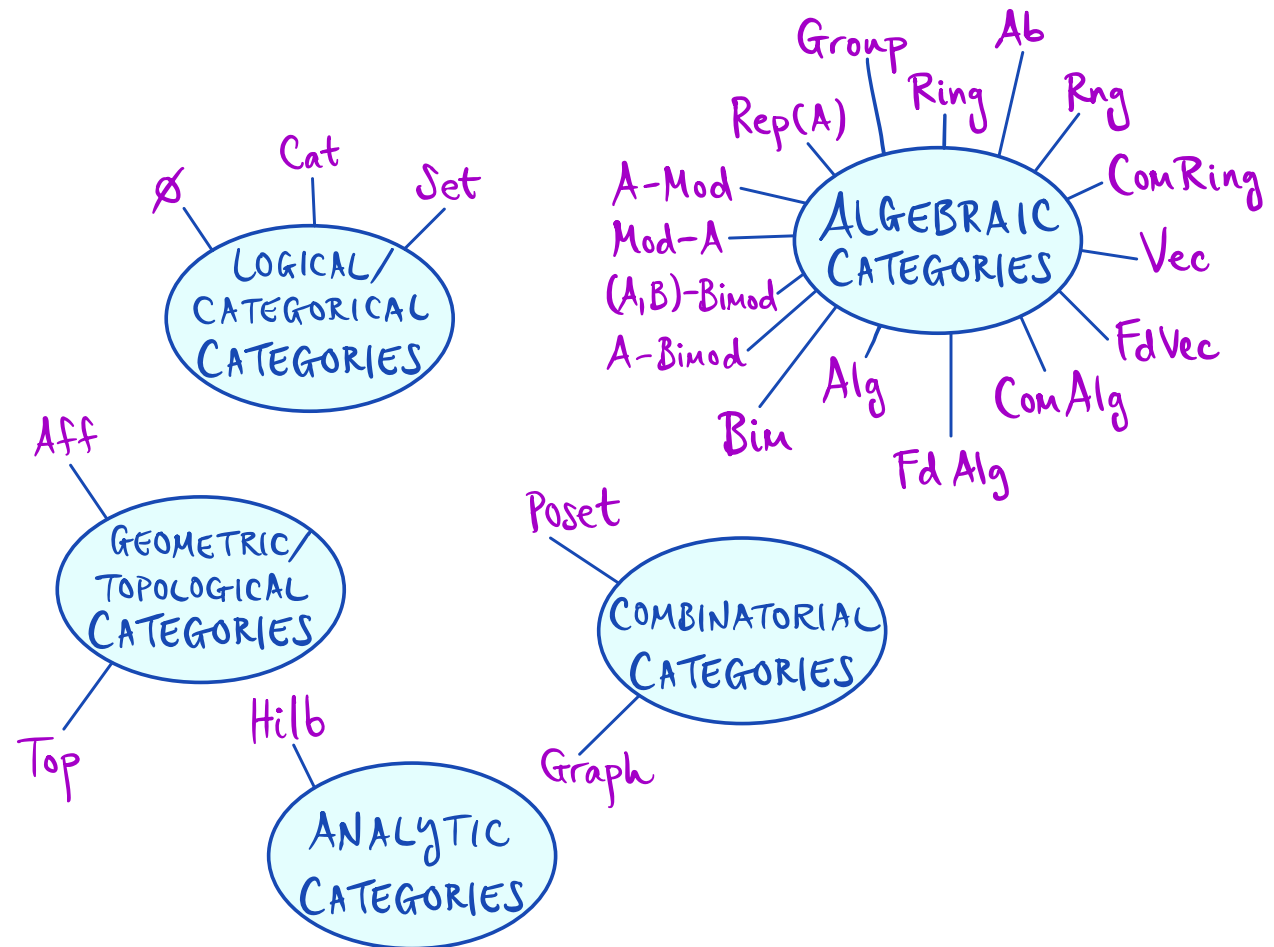 Group
Ab
Rep(A)
Ring
Rng
A-Mod
ComRing
Mod-A
ALGEBRAIC
CATEGORIES
Vec
(A,B)-Bimod
A-Bimod
FdVec
Bim
Alg
ComAlg
Fd Alg
Ø
Cat
Set
LOGICAL/
CATEGORICAL
CATEGORIES
Aff
GEOMETRIC/
TOPOLOGICAL
CATEGORIES
Top
Poset
COMBINATORIAL
CATEGORIES
Graph
Hilb
ANALYTIC
CATEGORIES